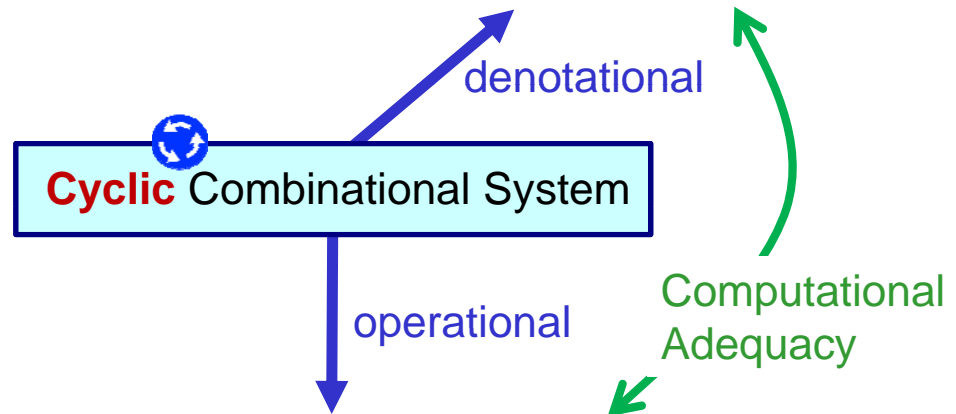 denotational
Cyclic Combinational System
operational
Computational
Adequacy